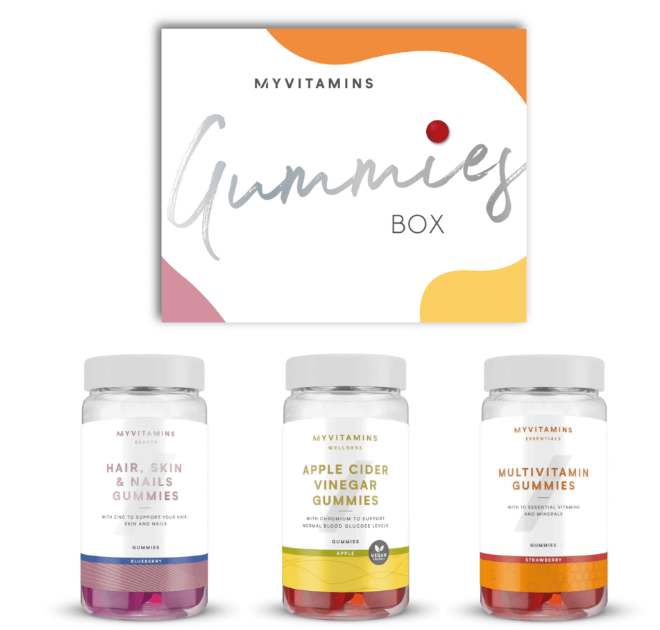 MYVITAMINS
Gummies
BOX
MYVITAMINS
BEAUTY
HAIR, SKIN
& NAILS
GUMMIES
WITH ZINC TO SUPPORT YOUR HAIR,
SKIN AND NAILS
GUMMIES
BLUEBERRY
MYVITAMINS
WELLNESS
APPLE CIDER
VINEGAR
GUMMIES
WITH CHROMIUM TO SUPPORT
NORMAL BLOOD GLUCOSE LEVELS
GUMMIES
APPLE
VEGAN
MYVITAMINS
ESSENTIALS
MULTIVITAMIN
GUMMIES
WITH 10 ESSENTIAL VITAMINS
AND MINERALS
GUMMIES
STRAWBERRY